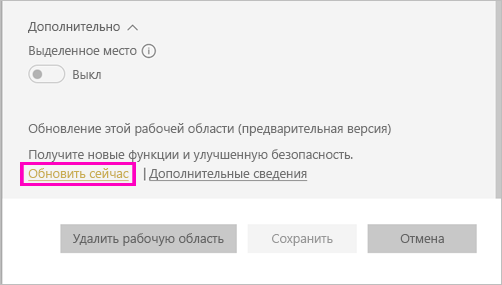 Дополнительно
Выделенное место
Выкл
Обновление этой рабочей области (предварительная версия)
Получите новые функции и улучшенную безопасность.
Обновить сейчас | Дополнительные сведения
Удалить рабочую область Сохранить Отмена